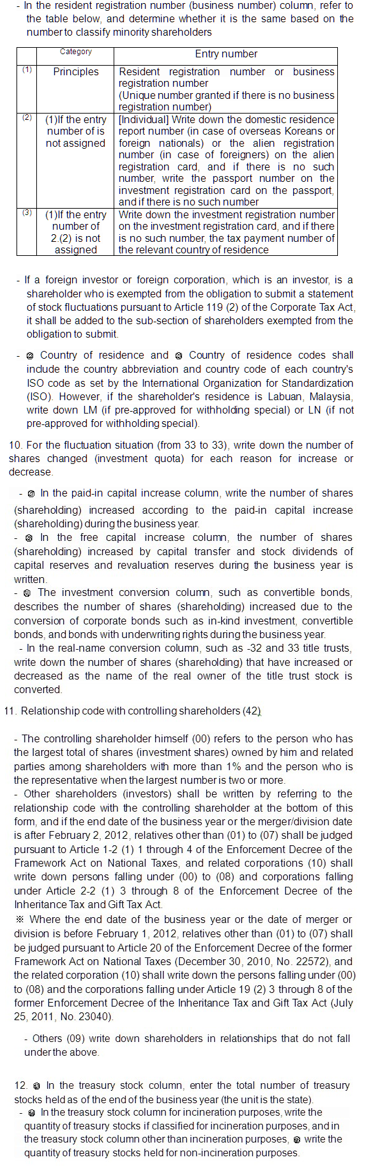 - In the resident registration number (business number) column, refer to
the table below, and determine whether it is the same based on the
number to classify minority shareholders
Category Entry number
(1) Principles Resident registration number or business
registration number
(Unique number granted if there is no business
registration number)
(2) (1)If the entry [Individual] Write down the domestic residence
number of is report number (in case of overseas Koreans or
not assigned foreign nationals) or the alien registration
number (in case of foreigners) on the alien
registration card, and if there is no such
number, write the passport number on the
investment registration card on the passport,
and if there is no such number
(3) (1)If the entry Write down the investment registration number
number of on the investment registration card, and if there
2.(2) is not is no such number, the tax payment number of
assigned the relevant country of residence
- If a foreign investor or foreign corporation, which is an investor, is a
shareholder who is exempted from the obligation to submit a statement
of stock fluctuations pursuant to Article 119 (2) of the Corporate Tax Act,
it shall be added to the sub-section of shareholders exempted from the
obligation to submit.
- Country of residence and Country of residence codes shall
include the country abbreviation and country code of each country's
ISO code as set by the International Organization for Standardization
(ISO). However, if the shareholder's residence is Labuan, Malaysia,
write down LM (if pre-approved for withholding special) or LN (if not
pre-approved for withholding special).
10. For the fluctuation situation (from 33 to 33), write down the number of
shares changed (investment quota) for each reason for increase or
decrease.
- In the paid-in capital increase column, write the number of shares
(shareholding) increased according to the paid-in capital increase
(shareholding) during the business year.
- In the free capital increase column, the number of shares
(shareholding) increased by capital transfer and stock dividends of
capital reserves and revaluation reserves during the business year is
written.
- The investment conversion column, such as convertible bonds,
describes the number of shares (shareholding) increased due to the
conversion of corporate bonds such as in-kind investment, convertible
bonds, and bonds with underwriting rights during the business year.
- In the real-name conversion column, such as -32 and 33 title trusts,
write down the number of shares (shareholding) that have increased or
decreased as the name of the real owner of the title trust stock is
converted.
11. Relationship code with controlling shareholders (42)
- The controlling shareholder himself (00) refers to the person who has
the largest total of shares (investment shares) owned by him and related
parties among shareholders with more than 1% and the person who is
the representative when the largest number is two or more.
- Other shareholders (investors) shall be written by referring to the
relationship code with the controlling shareholder at the bottom of this
form, and if the end date of the business year or the merger/division date
is after February 2, 2012, relatives other than (01) to (07) shall be judged
pursuant to Article 1-2 (1) 1 through 4 of the Enforcement Decree of the
Framework Act on National Taxes, and related corporations (10) shall
write down persons falling under (00) to (08) and corporations falling
under Article 2-2 (1) 3 through 8 of the Enforcement Decree of the
Inheritance Tax and Gift Tax Act.
※ Where the end date of the business year or the date of merger or
division is before February 1, 2012, relatives other than (01) to (07) shall
be judged pursuant to Article 20 of the Enforcement Decree of the former
Framework Act on National Taxes (December 30, 2010, No. 22572), and
the related corporation (10) shall write down the persons falling under (00)
to (08) and the corporations falling under Article 19 (2) 3 through 8 of the
former Enforcement Decree of the Inheritance Tax and Gift Tax Act (July
25, 2011, No. 23040).
- Others (09) write down shareholders in relationships that do not fall
under the above.
12. In the treasury stock column, enter the total number of treasury
stocks held as of the end of the business year (the unit is the state).
- In the treasury stock column for incineration purposes, write the
quantity of treasury stocks if classified for incineration purposes, and in
the treasury stock column other than incineration purposes, write the
quantity of treasury stocks held for non-incineration purposes.